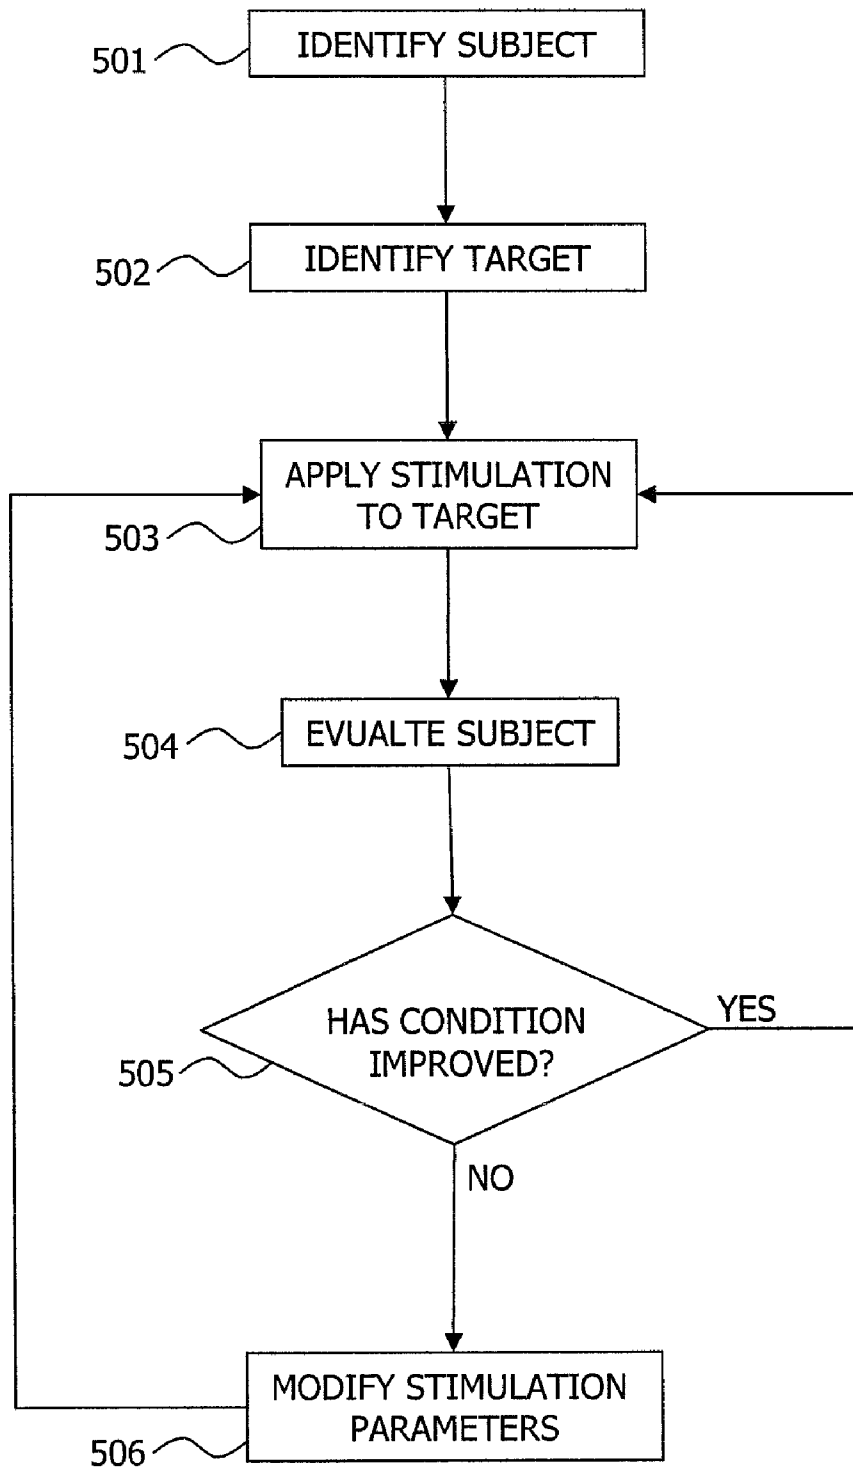 501
IDENTIFY SUBJECT
502
IDENTIFY TARGET
503
APPLY STIMULATION
TO TARGET
504
EVUALTE SUBJECT
505
HAS CONDITION
IMPROVED?
YES
NO
506
MODIFY STIMULATION
PARAMETERS